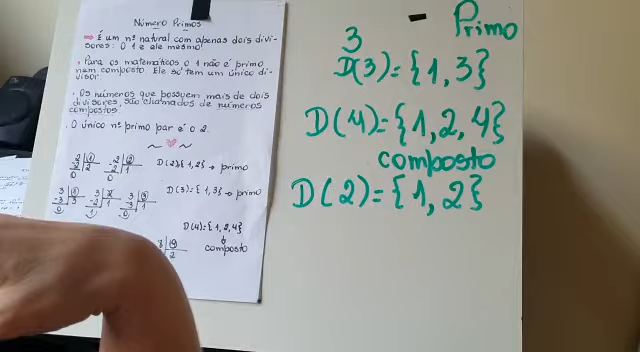 Número Primos
⇒ É um nº natural com apenas dois divi-
sores: O 1 e ele mesmo!
. Para os matemáticos o 1 não é primo
nem composto. Ele só tem um único di-
visor.
. Os números que possuem mais de dois
divisores, são chamados de números
compostos.
. O único nº primo par é o 2.
D(2){1,2} → primo
D(3)={1,3} → primo
D(4)={1,2,4}
composto
Primo
3
D(3)={1,3}
D(4)={1,2,4}
composto
D(2)={1,2}